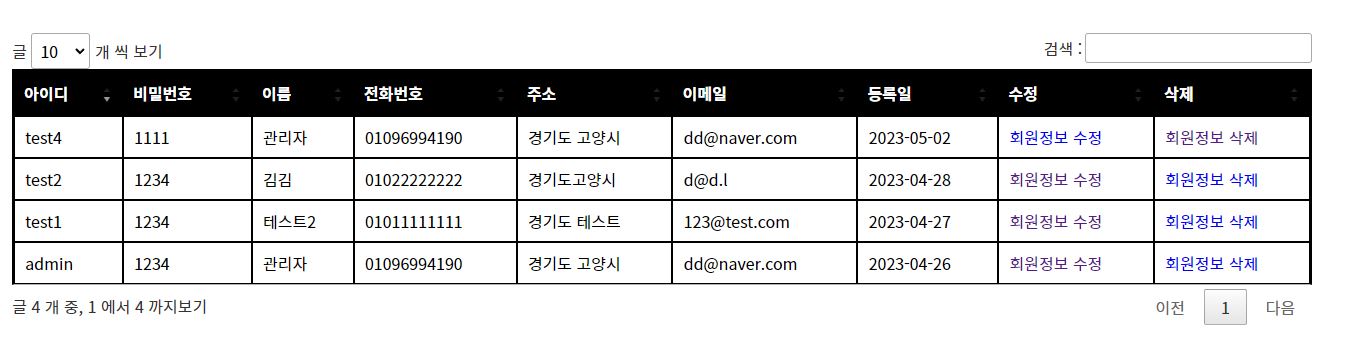 글 10 개 씩 보기 검색 :
아이디 비밀번호 이름 전화번호 주소 이메일 등록일 수정 삭제
test4 1111 관리자 01096994190 경기도 고양시 dd@naver.com 2023-05-02 회원정보 수정 회원정보 삭제
test2 1234 김김 01022222222 경기도고양시 d@d.l 2023-04-28 회원정보 수정 회원정보 삭제
test1 1234 테스트2 01011111111 경기도 테스트 123@test.com 2023-04-27 회원정보 수정 회원정보 삭제
admin 1234 관리자 01096994190 경기도 고양시 dd@naver.com 2023-04-26 회원정보 수정 회원정보 삭제
글 4 개 중, 1 에서 4 까지보기 이전 1 다음